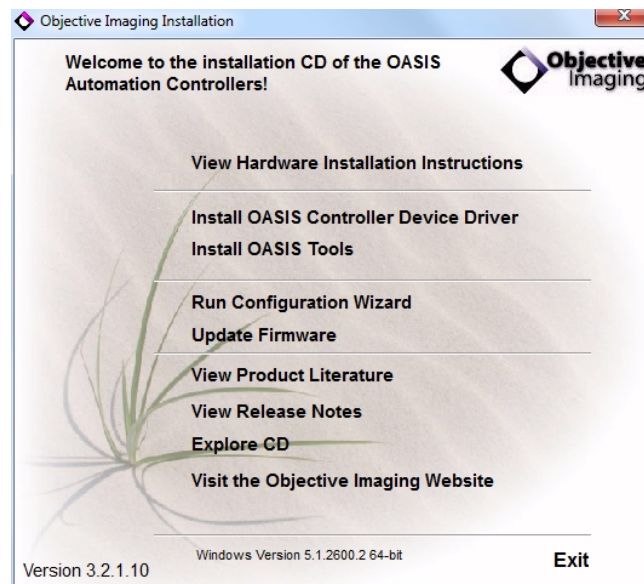 Objective Imaging Installation
Welcome to the installation CD of the OASIS
Automation Controllers!
Objective
Imaging
View Hardware Installation Instructions
Install OASIS Controller Device Driver
Install OASIS Tools
Run Configuration Wizard
Update Firmware
View Product Literature
View Release Notes
Explore CD
Visit the Objective Imaging Website
Windows Version 5.1.2600.2 64-bit
Exit
Version 3.2.1.10